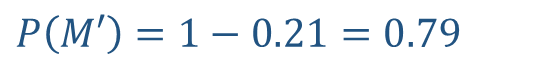 P(M′) = 1 − 0.21 = 0.79